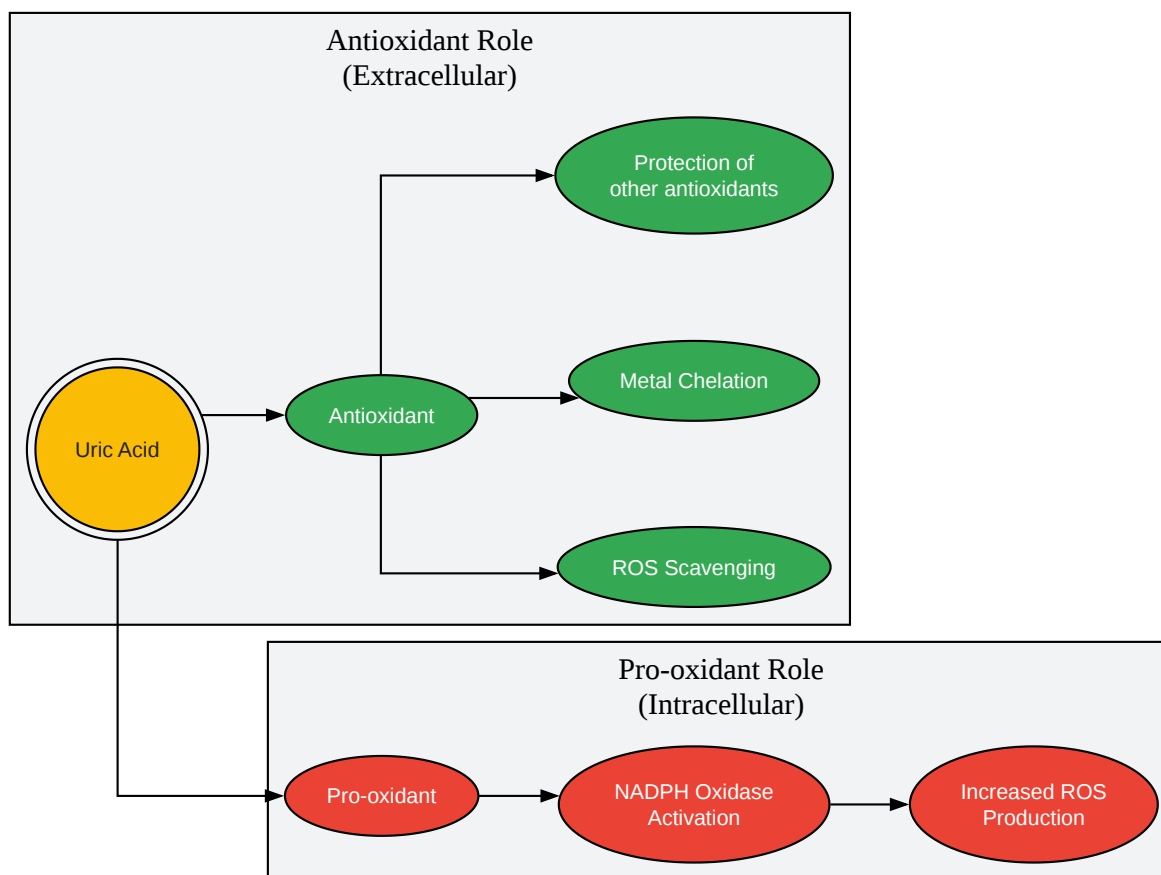 Antioxidant Role
(Extracellular)
Protection of
other antioxidants
Metal Chelation
Antioxidant
Uric Acid
ROS Scavenging
Pro-oxidant Role
(Intracellular)
Pro-oxidant
NADPH Oxidase
Activation
Increased ROS
Production